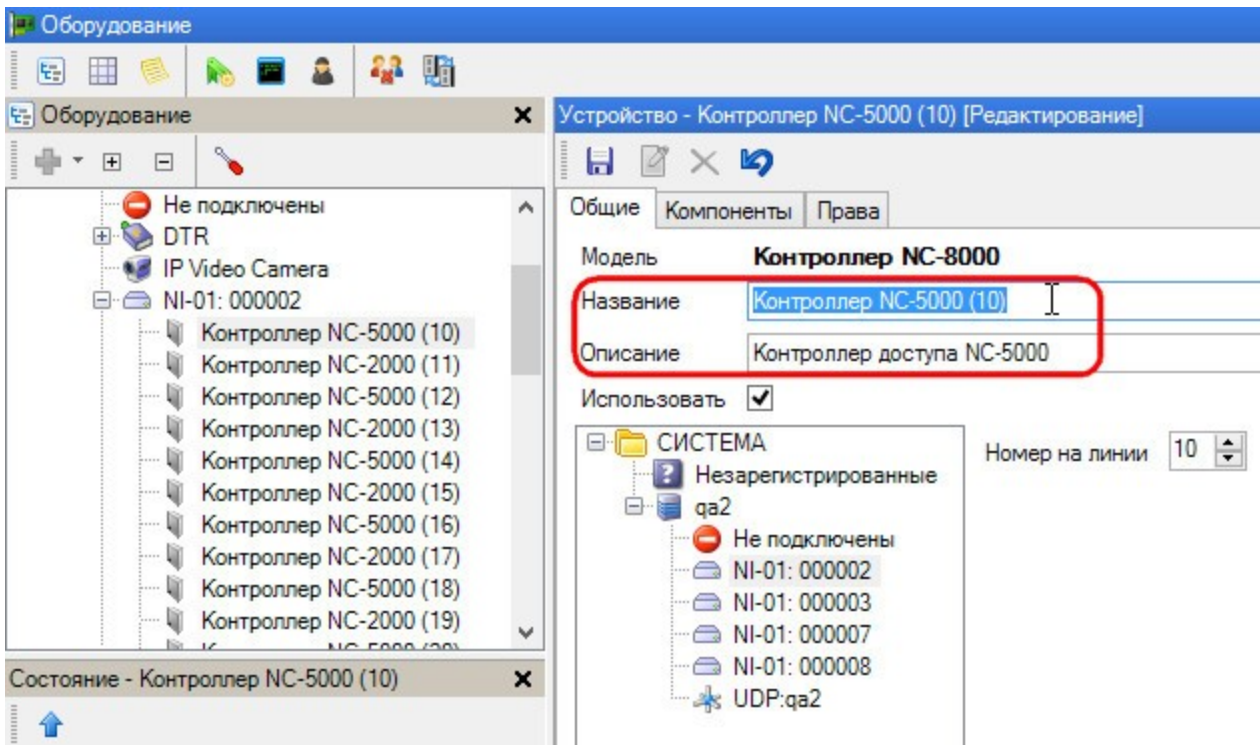 Оборудование
Оборудование
Не подключены
DTR
IP Video Camera
NI-01: 000002
Контроллер NC-5000 (10)
Контроллер NC-2000 (11)
Контроллер NC-5000 (12)
Контроллер NC-2000 (13)
Контроллер NC-5000 (14)
Контроллер NC-2000 (15)
Контроллер NC-5000 (16)
Контроллер NC-2000 (17)
Контроллер NC-5000 (18)
Контроллер NC-2000 (19)
Состояние - Контроллер NC-5000 (10)
Устройство - Контроллер NC-5000 (10) [Редактирование]
Общие Компоненты Права
Модель Контроллер NC-8000
Название Контроллер NC-5000 (10)
Описание Контроллер доступа NC-5000
Использовать
СИСТЕМА
Незарегистрированные
qa2
Не подключены
NI-01: 000002
NI-01: 000003
NI-01: 000007
NI-01: 000008
UDP:qa2
Номер на линии 10